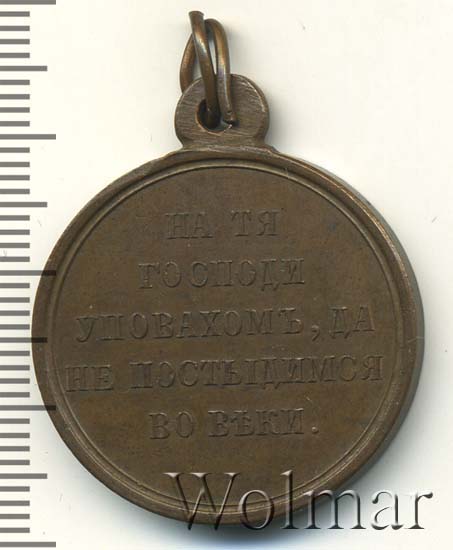 НА ТЯ
ГОСПОДИ
УПОВАХОМЪ, ДА
НЕ ПОСТЫДИМСЯ
ВО ВѢКИ.
Wolmar